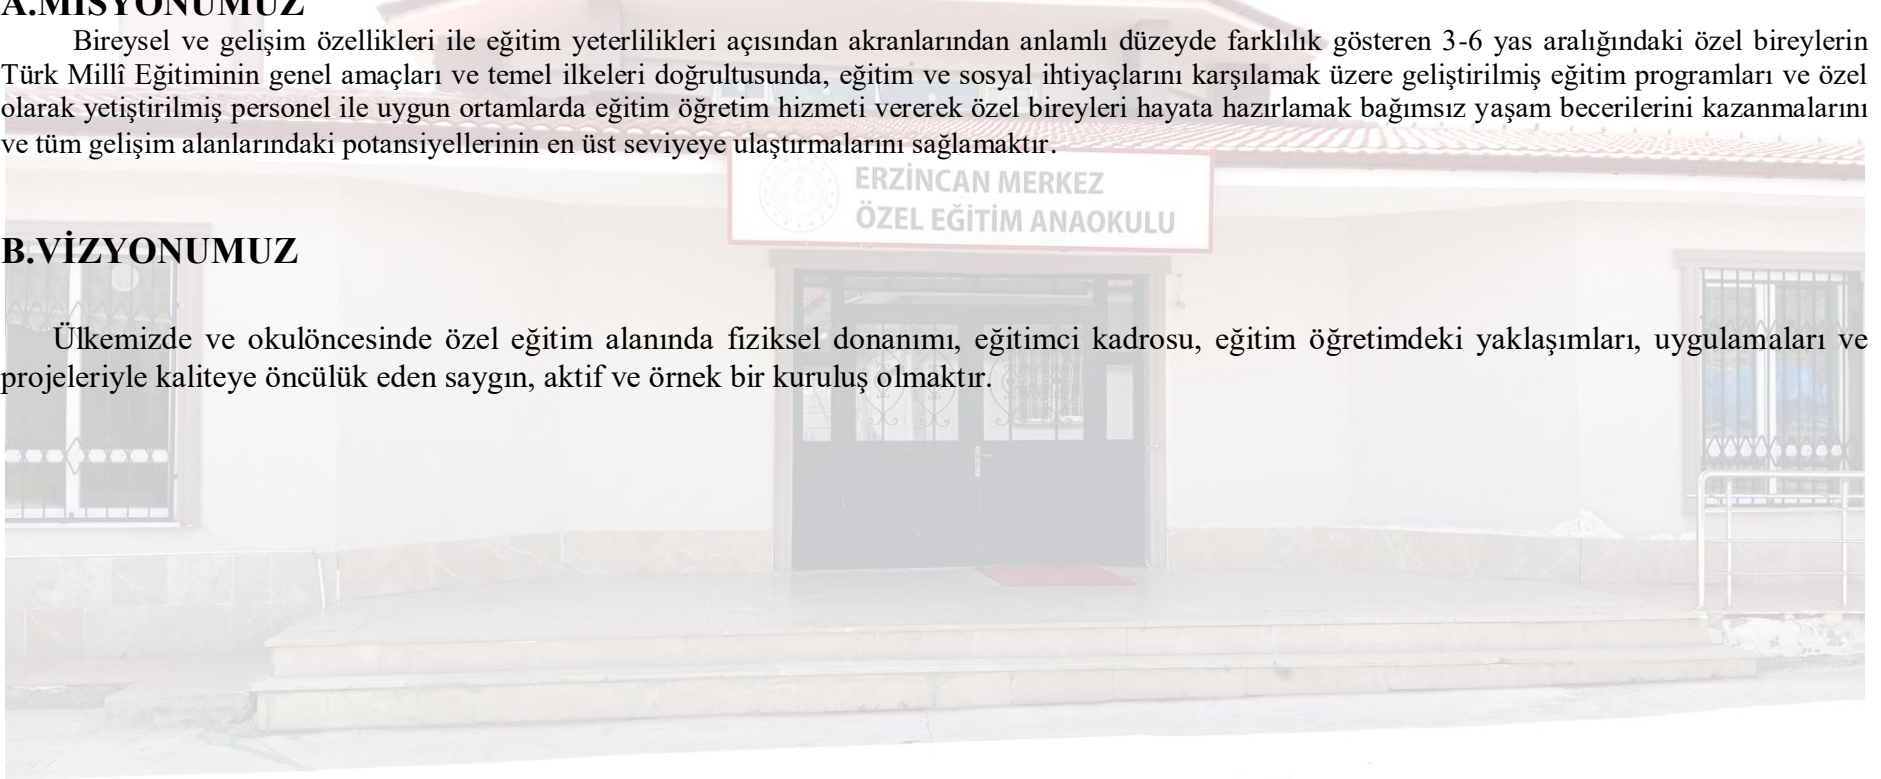 A.MİSYONUMUZ
Bireysel ve gelişim özellikleri ile eğitim yeterlilikleri açısından akranlarından anlamlı düzeyde farklılık gösteren 3-6 yas aralığındaki özel bireylerin
Türk Millî Eğitiminin genel amaçları ve temel ilkeleri doğrultusunda, eğitim ve sosyal ihtiyaçlarını karşılamak üzere geliştirilmiş eğitim programları ve özel
olarak yetiştirilmiş personel ile uygun ortamlarda eğitim öğretim hizmeti vererek özel bireyleri hayata hazırlamak bağımsız yaşam becerilerini kazanmalarını
ve tüm gelişim alanlarındaki potansiyellerinin en üst seviyeye ulaştırmalarını sağlamaktır.
ERZİNCAN MERKEZ
ÖZEL EĞİTİM ANAOKULU
B.VİZYONUMUZ
Ülkemizde ve okulöncesinde özel eğitim alanında fiziksel donanımı, eğitimci kadrosu, eğitim öğretimdeki yaklaşımları, uygulamaları ve
projeleriyle kaliteye öncülük eden saygın, aktif ve örnek bir kuruluş olmaktır.